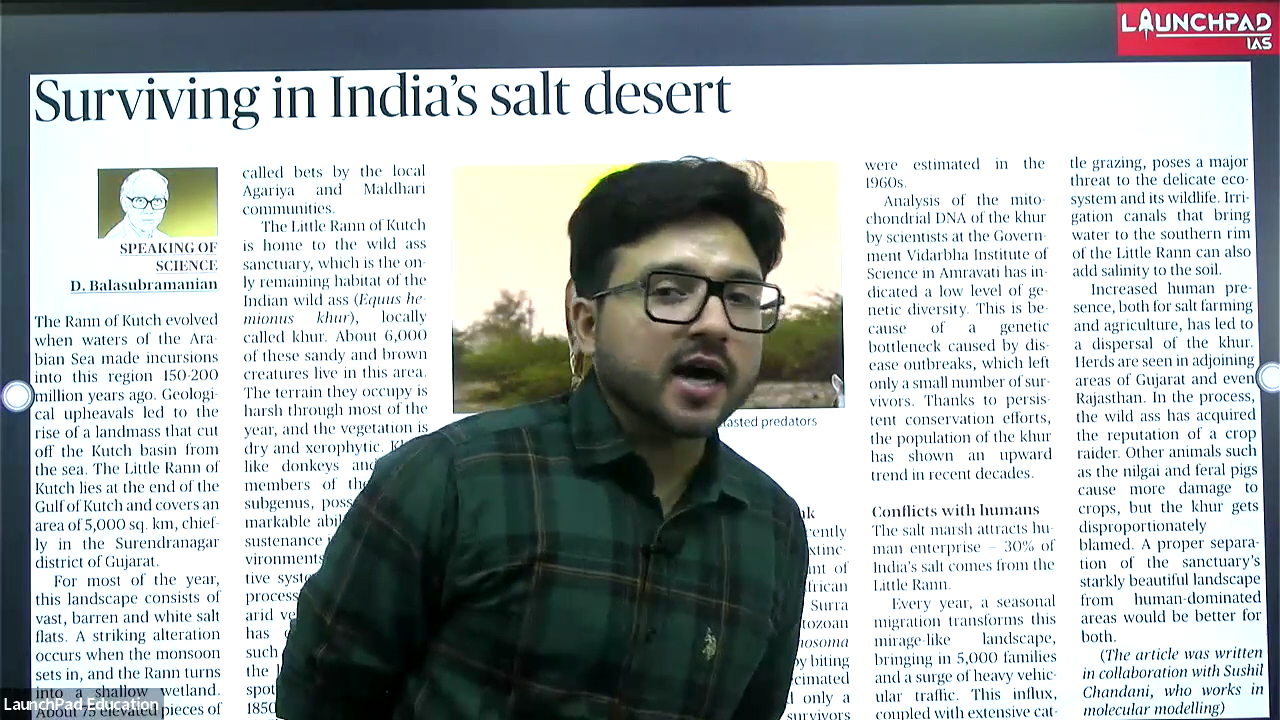 LAUNCHPAD
IAS
Surviving in India's salt desert
SPEAKING OF
SCIENCE
D. Balasubramanian
The Rann of Kutch evolved
when waters of the Ara-
bian Sea made incursions
into this region 150-200
million years ago. Geologi-
cal upheavals led to the
rise of a landmass that cut
off the Kutch basin from
the sea. The Little Rann of
Kutch lies at the end of the
Gulf of Kutch and covers an
area of 5,000 sq. km, chief-
ly in the Surendranagar
district of Gujarat.
For most of the year,
this landscape consists of
vast, barren and white salt
flats. A striking alteration
occurs when the monsoon
sets in, and the Rann turns
into a shallow wetland.
About 75 elevated pieces of
called bets by the local
Agariya and Maldhari
communities.
The Little Rann of Kutch
is home to the wild ass
sanctuary, which is the on-
ly remaining habitat of the
Indian wild ass (Equus he-
mionus khur), locally
called khur. About 6,000
of these sandy and brown
creatures live in this area.
The terrain they occupy is
harsh through most of the
year, and the vegetation is
dry and xerophytic.
like donkeys and
members of the
subgenus,
markable
sustenance
tive
process
arid
has
such
the
spot
1850
predators
of
Surra
by biting
only a
survivors
were estimated in the
1960s.
Analysis of the mito-
chondrial DNA of the khur
by scientists at the Govern-
ment Vidarbha Institute of
Science in Amravati has in-
dicated a low level of ge-
netic diversity. This is be-
cause of a genetic
bottleneck caused by dis-
ease outbreaks, which left
only a small number of sur-
vivors. Thanks to persis-
tent conservation efforts,
the population of the khur
has shown an upward
trend in recent decades.
Conflicts with humans
The salt marsh attracts hu-
man enterprise – 30% of
India's salt comes from the
Little Rann.
Every year, a seasonal
migration transforms this
mirage-like landscape,
bringing in 5,000 families
and a surge of heavy vehic-
ular traffic. This influx,
coupled with extensive cat-
tle grazing, poses a major
threat to the delicate eco-
system and its wildlife. Irri-
gation canals that bring
water to the southern rim
of the Little Rann can also
add salinity to the soil.
Increased human pre-
sence, both for salt farming
and agriculture, has led to
a dispersal of the khur.
Herds are seen in adjoining
areas of Gujarat and even
Rajasthan. In the process,
the wild ass has acquired
the reputation of a crop
raider. Other animals such
as the nilgai and feral pigs
cause more damage to
crops, but the khur gets
disproportionately
blamed. A proper separa-
tion of the sanctuary's
starkly beautiful landscape
from human-dominated
areas would be better for
both.
(The article was written
in collaboration with Sushil
Chandani, who works in
molecular modelling)
LaunchPad Education